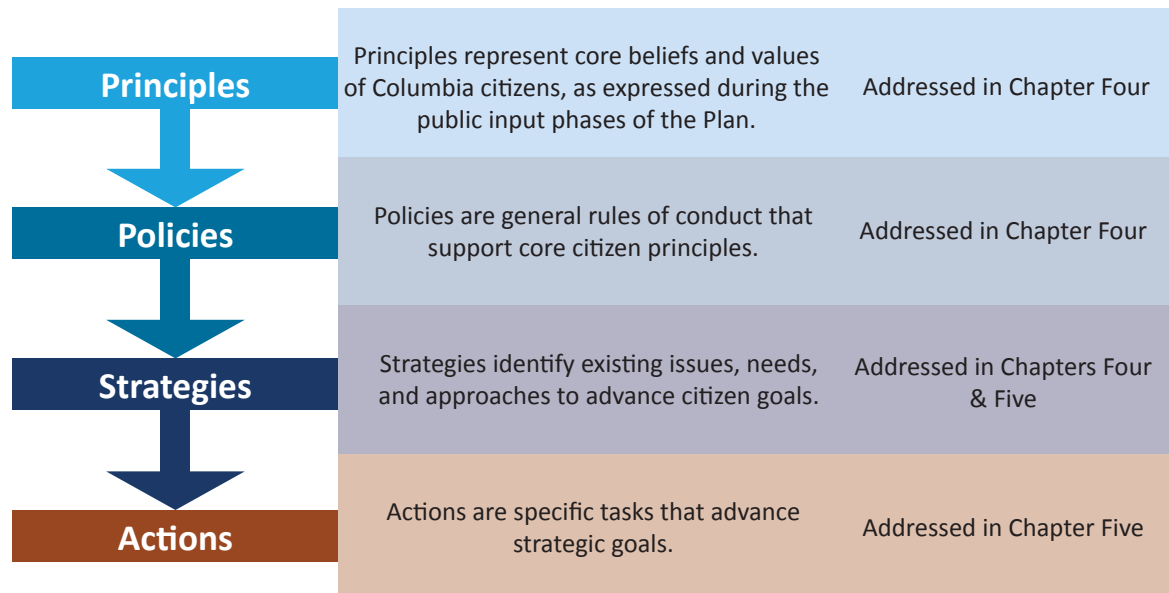 Principles
Principles represent core beliefs and values
of Columbia citizens, as expressed during the
public input phases of the Plan.
Addressed in Chapter Four
Policies
Policies are general rules of conduct that
support core citizen principles.
Addressed in Chapter Four
Strategies
Strategies identify existing issues, needs,
and approaches to advance citizen goals.
Addressed in Chapters Four
& Five
Actions
Actions are specific tasks that advance
strategic goals.
Addressed in Chapter Five